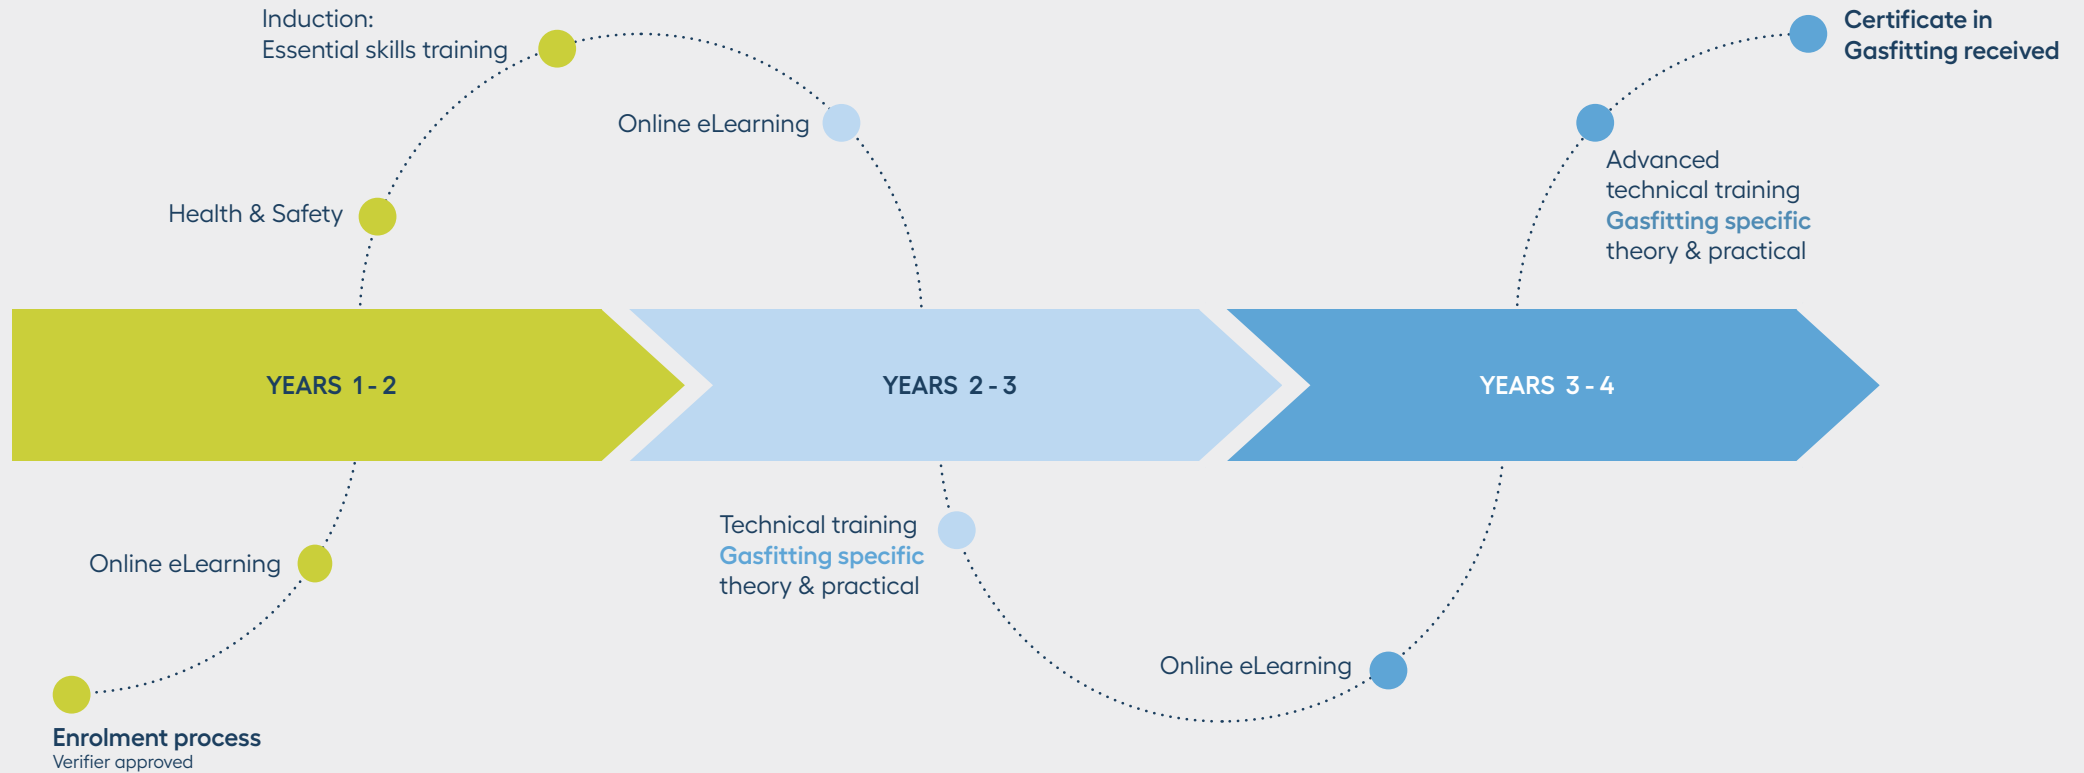 Induction:
Essential skills training
Certificate in
Gasfitting received
Online eLearning
Advanced
technical training
Gasfitting specific
theory & practical
Health & Safety
YEARS 1 - 2
YEARS 2 - 3
YEARS 3 - 4
Online eLearning
Technical training
Gasfitting specific
theory & practical
Online eLearning
Enrolment process
Verifier approved